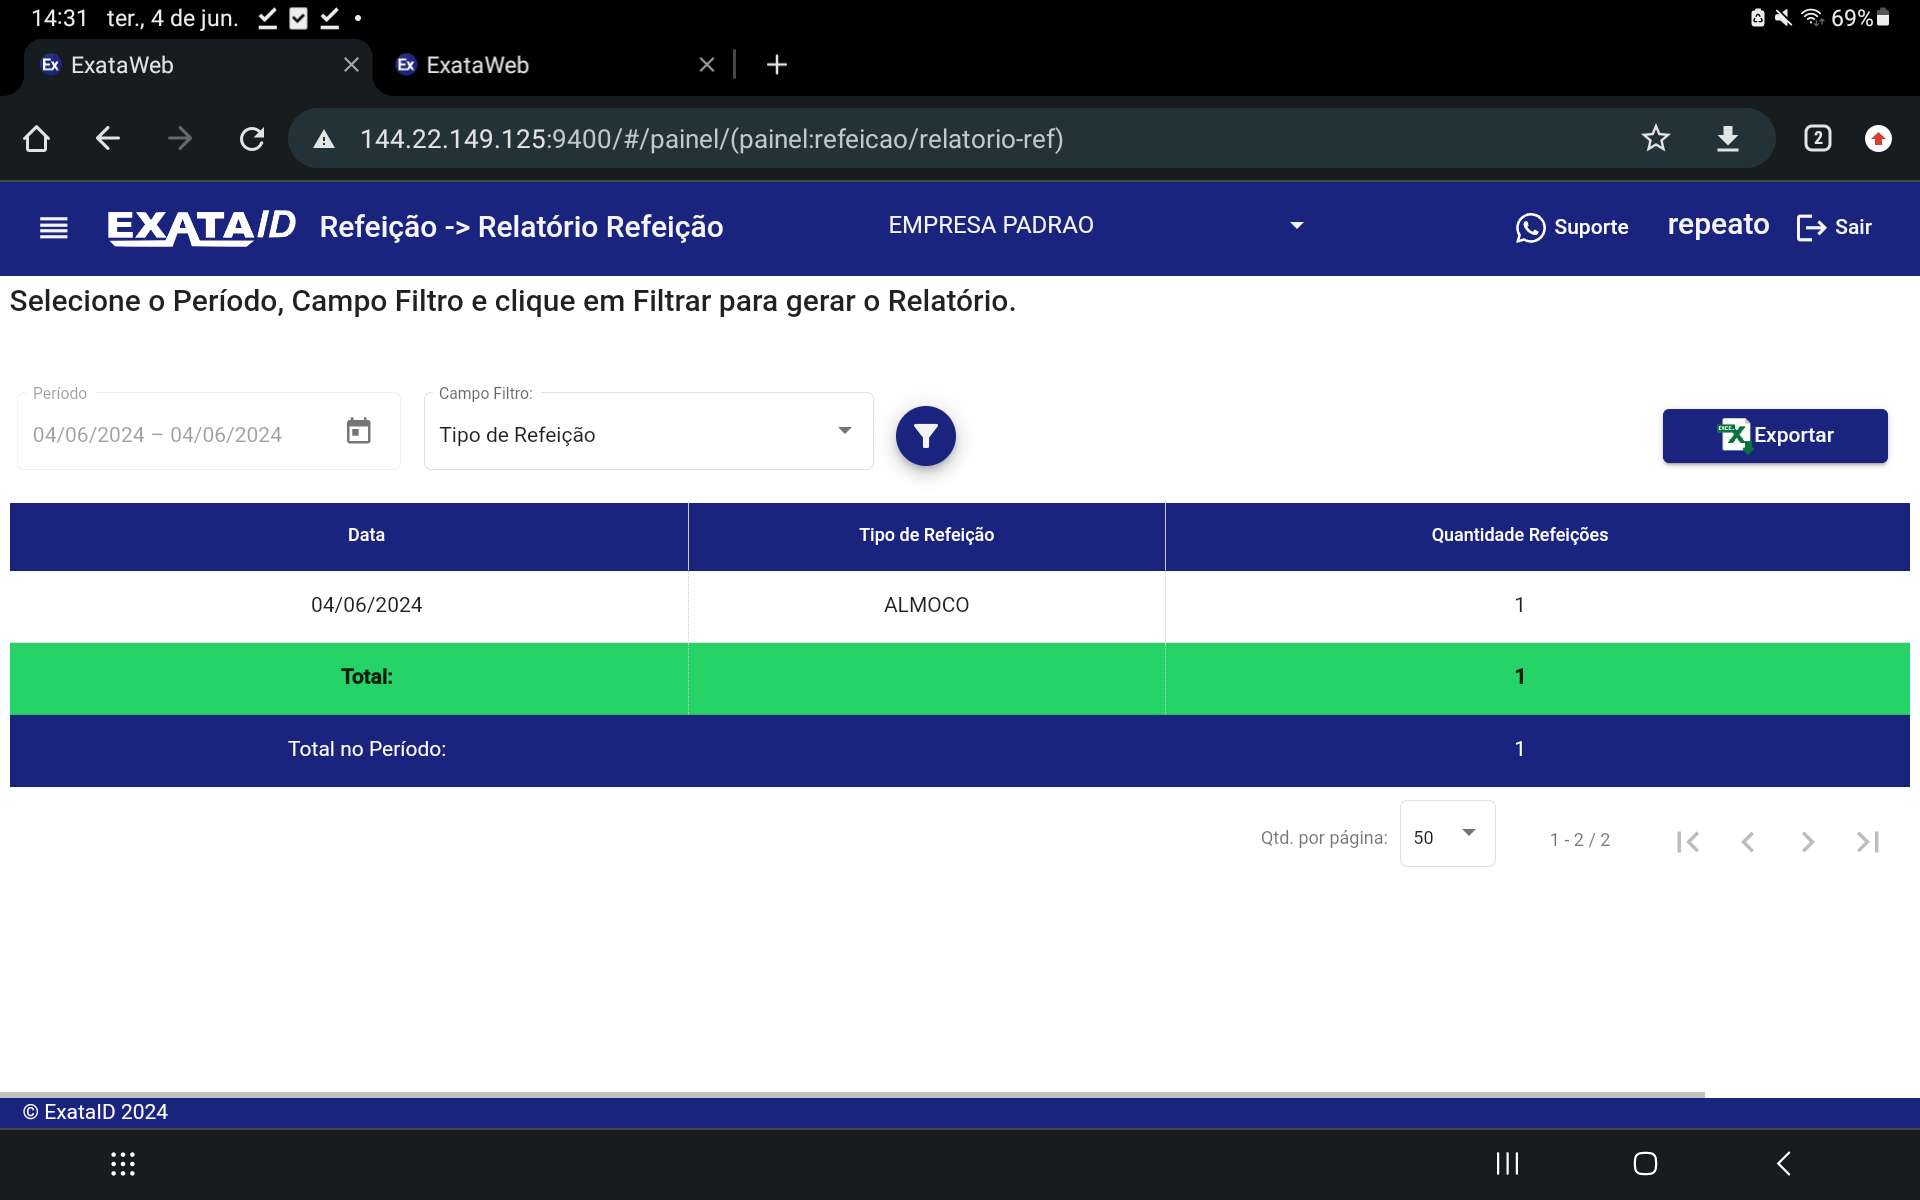 14:31 ter., 4 de jun. 69%
Ex ExataWeb Ex ExataWeb
144.22.149.125:9400/#/painel/(painel:refeicao/relatorio-ref) 2
EXATAID Refeição -> Relatório Refeição EMPRESA PADRAO Suporte repeato Sair
Selecione o Período, Campo Filtro e clique em Filtrar para gerar o Relatório.
Período Campo Filtro:
04/06/2024 – 04/06/2024 Tipo de Refeição Exportar
Data Tipo de Refeição Quantidade Refeições
04/06/2024 ALMOCO 1
Total: 1
Total no Período: 1
Qtd. por página: 50 1 - 2 / 2
© ExataID 2024